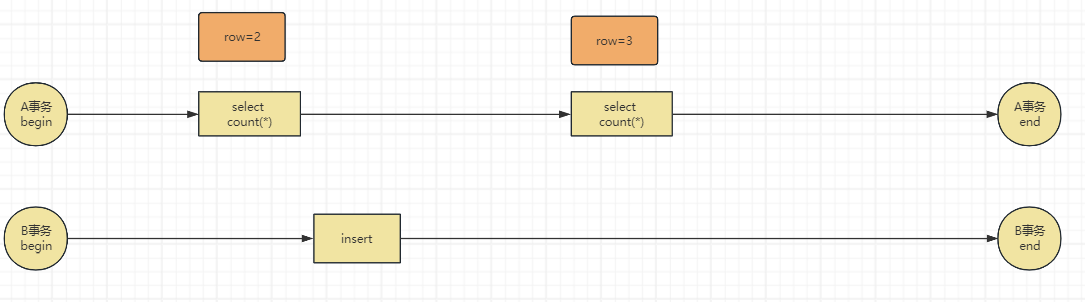 row=2
row=3
A事务
begin
select
count(*)
select
count(*)
A事务
end
B事务
begin
insert
B事务
end